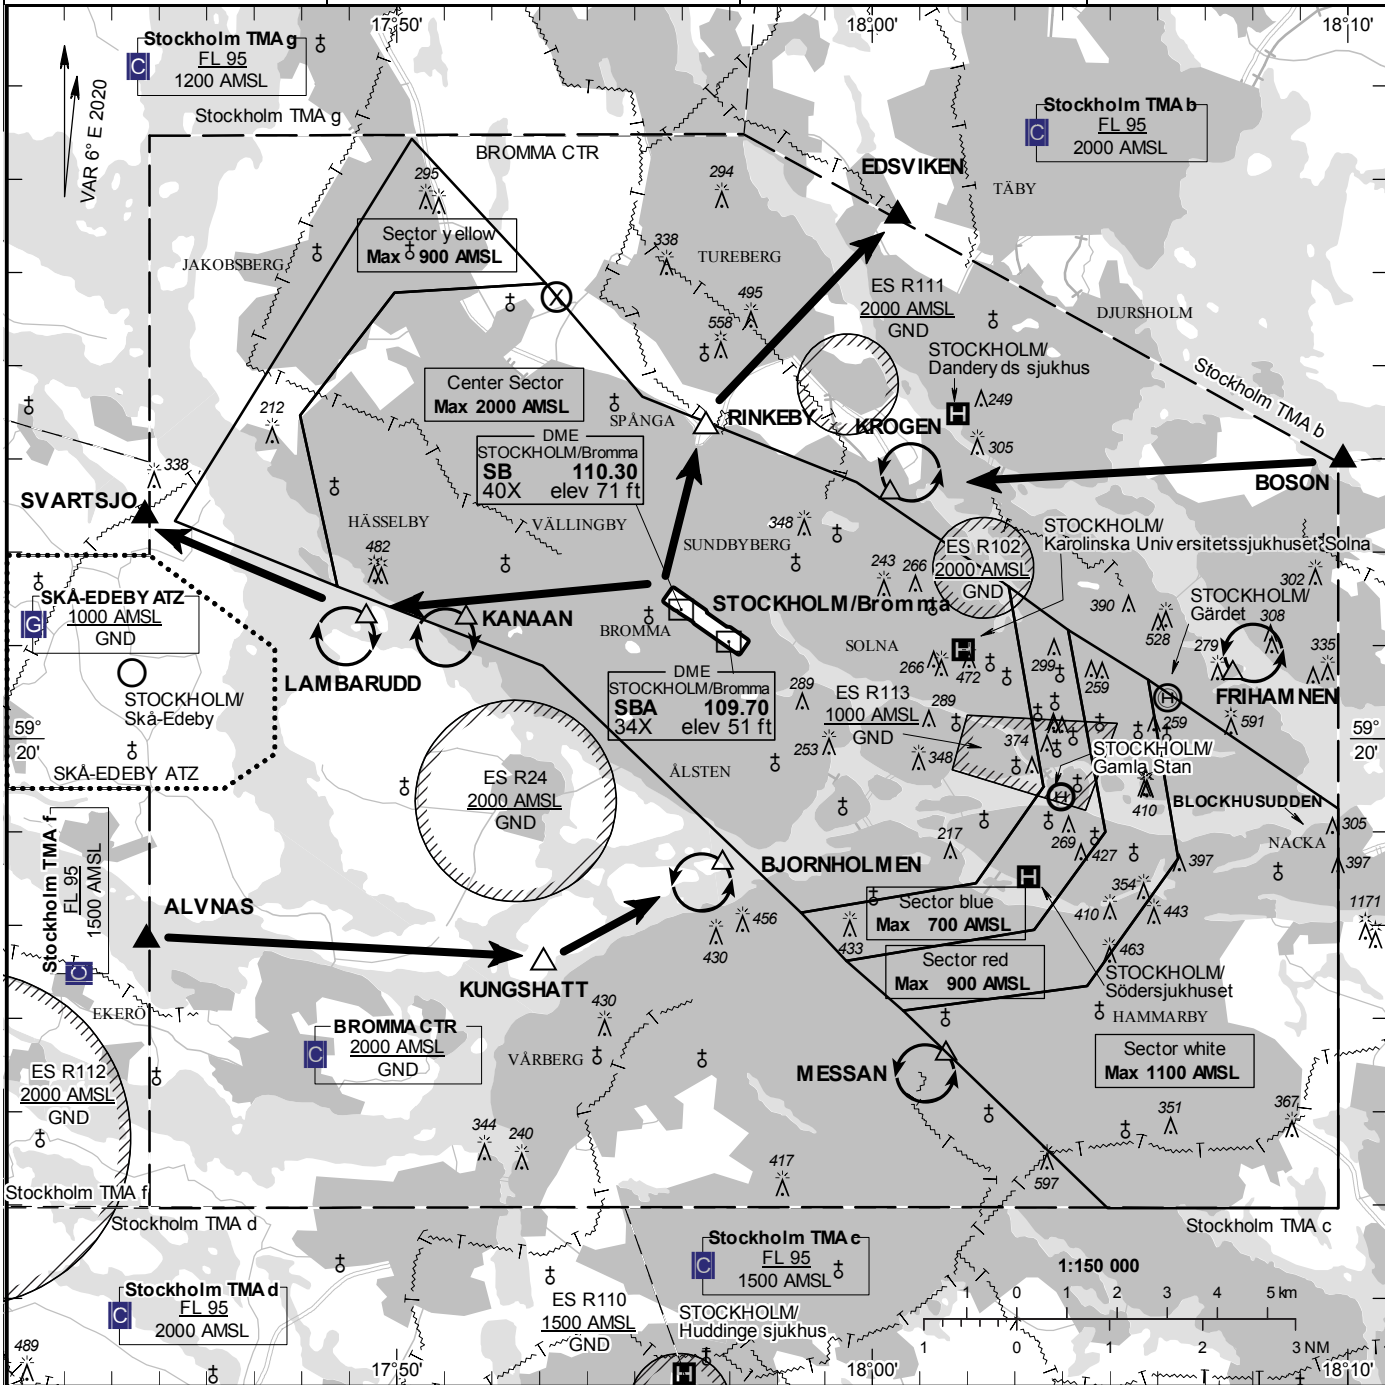 17°50'
18°00'
18°10'
Stockholm TMA g
FL 95
1200 AMSL
C
VAR 6° E 2020
Stockholm TMA g
BROMMA CTR
Stockholm TMA b
FL 95
2000 AMSL
C
EDSVIKEN
TÄBY
295
294
Sector yellow
Max 900 AMSL
JAKOBSBERG
338
TUREBERG
495
558
ES R111
2000 AMSL
GND
DJURSHOLM
STOCKHOLM/
Danderyds sjukhus
H
249
305
Stockholm TMA b
Center Sector
Max 2000 AMSL
SPÅNGA
RINKEBY
KROGEN
BOSON
212
338
SVARTSJO
DME
STOCKHOLM/Bromma
SB 110.30
40X elev 71 ft
HÄSSELBY
VÄLLINGBY
SUNDBYBERG
348
482
243
266
ES R102
2000 AMSL
GND
STOCKHOLM/
Karolinska Universitetssjukhuset Solna
302
390
528
STOCKHOLM/
Gärdet
308
279
335
SKÅ-EDEBY ATZ
1000 AMSL
GND
G
KANAAN
STOCKHOLM/Bromma
BROMMA
SOLNA
H
266
472
299
259
LAMBARUDD
STOCKHOLM/
Skå-Edeby
DME
STOCKHOLM/Bromma
SBA 109.70
34X elev 51 ft
289
ES R113
1000 AMSL
GND
289
FRIHAMNEN
H
259
591
59°
20'
59°
20'
253
348
374
STOCKHOLM/
Gamla Stan
H
SKÅ-EDEBY ATZ
ÅLSTEN
ES R24
2000 AMSL
GND
410
BLOCKHUSUDDEN
305
NACKA
397
217
269
427
397
Stockholm TMA f
FL 95
1500 AMSL
C
BJORNHOLMEN
ALVNAS
H
354
Sector blue
Max 700 AMSL
410
443
1171
456
430
433
463
Sector red
Max 900 AMSL
STOCKHOLM/
Södersjukhuset
KUNGSHATT
EKERÖ
430
HAMMARBY
BROMMA CTR
2000 AMSL
GND
C
VÅRBERG
Sector white
Max 1100 AMSL
MESSAN
ES R112
2000 AMSL
GND
344
240
351
367
417
597
Stockholm TMA f
Stockholm TMA d
Stockholm TMA c
Stockholm TMA c
FL 95
1500 AMSL
C
1:150 000
1 0 1 2 3 4 5 km
1 0 1 2 3 NM
Stockholm TMA d
FL 95
2000 AMSL
C
ES R110
1500 AMSL
GND
STOCKHOLM/
Huddinge sjukhus
H
489
17°50'
18°00'
18°10'